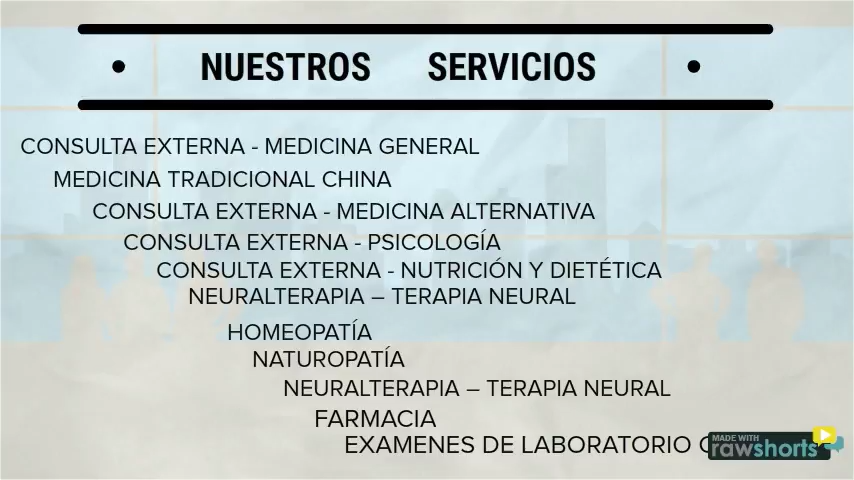 • NUESTROS SERVICIOS •
CONSULTA EXTERNA - MEDICINA GENERAL
MEDICINA TRADICIONAL CHINA
CONSULTA EXTERNA - MEDICINA ALTERNATIVA
CONSULTA EXTERNA - PSICOLOGÍA
CONSULTA EXTERNA - NUTRICIÓN Y DIETÉTICA
NEURALTERAPIA – TERAPIA NEURAL
HOMEOPATÍA
NATUROPATÍA
NEURALTERAPIA – TERAPIA NEURAL
FARMACIA
EXAMENES DE LABORATORIO
MADE WITH
rawshorts